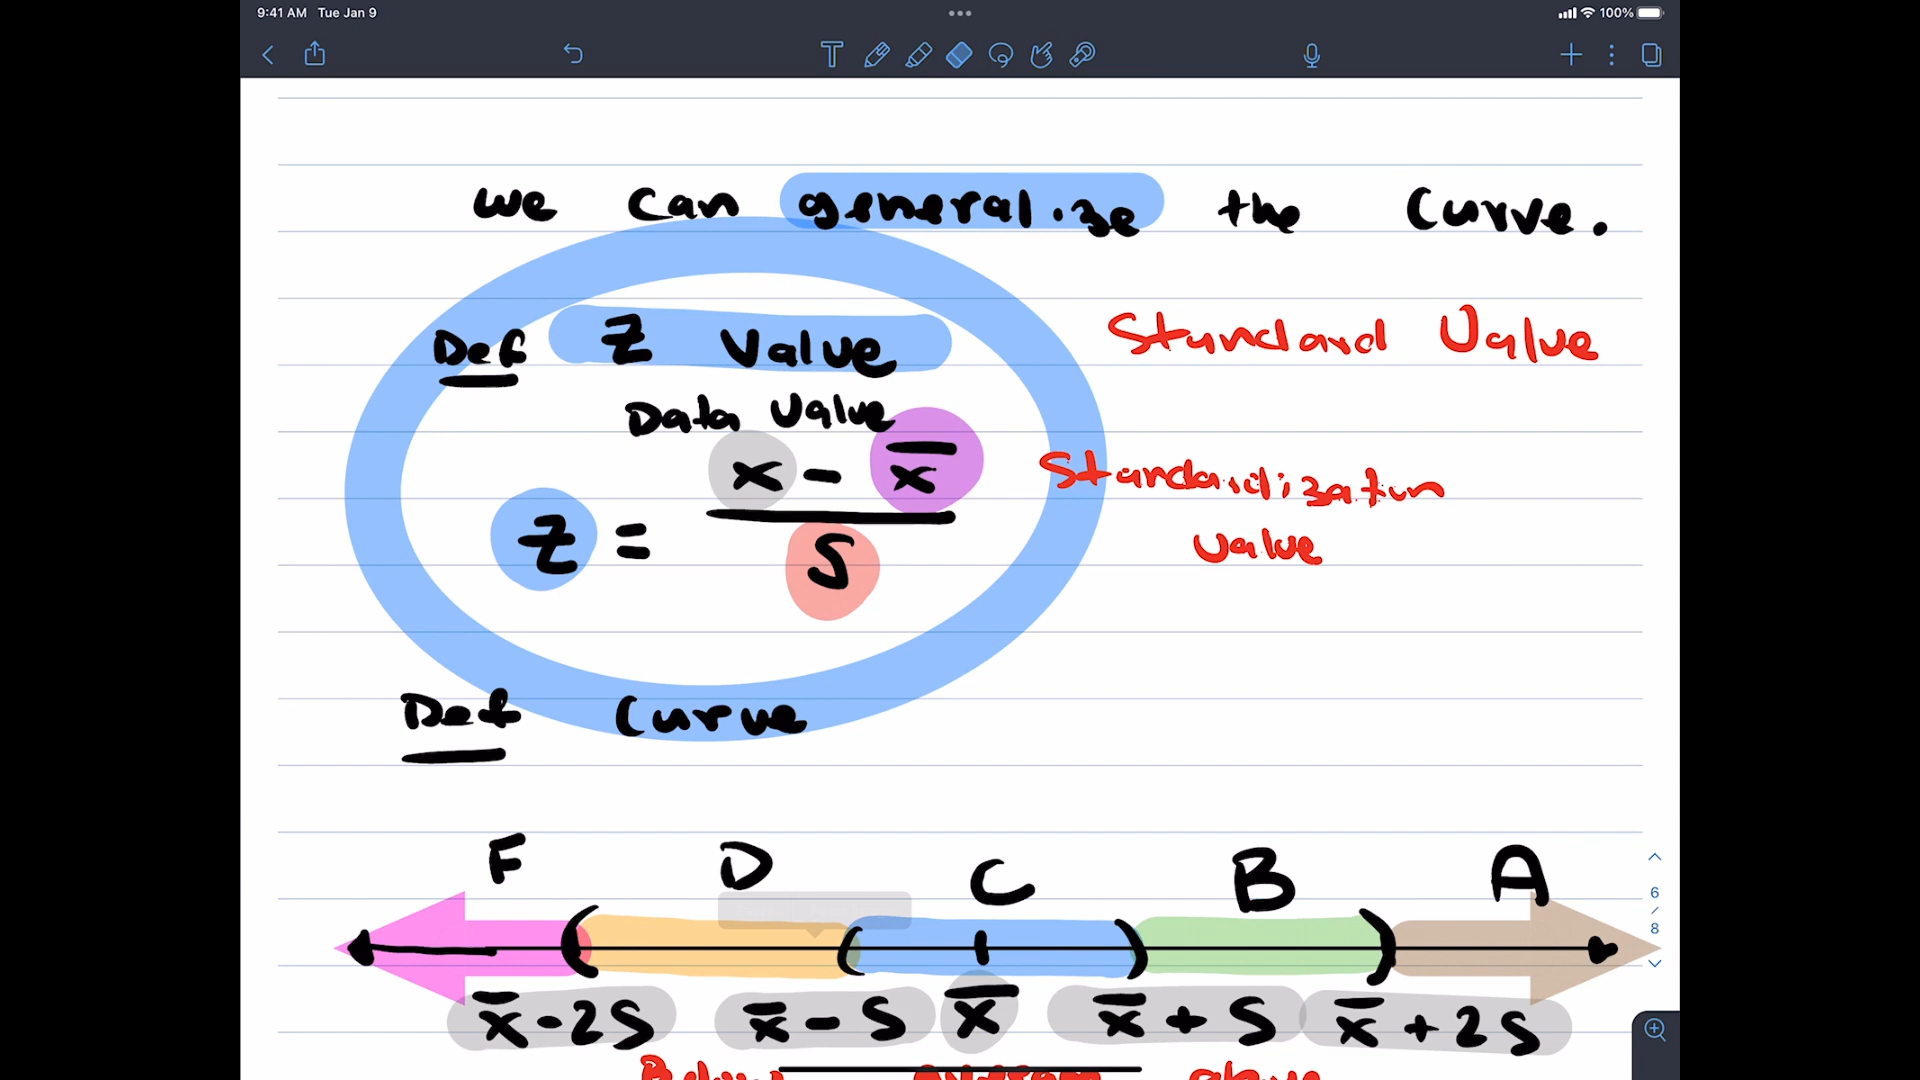 9:41 AM Tue Jan 9
100%
we can generalize the Curve.
Def Z Value
Standard Value
Data Value
x - x̄
Standardization
Z =
S
Value
Def Curve
F D C B A
6
/
8
x̄-2S x̄-S x̄ x̄+S x̄+2S